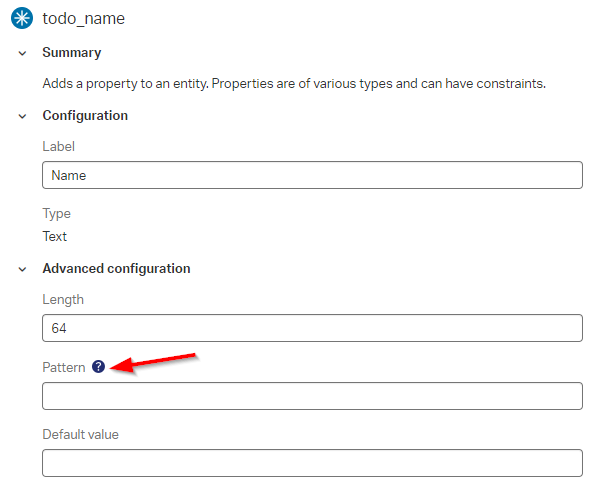 todo_name
Summary
Adds a property to an entity. Properties are of various types and can have constraints.
Configuration
Label
Name
Type
Text
Advanced configuration
Length
64
Pattern ?
Default value